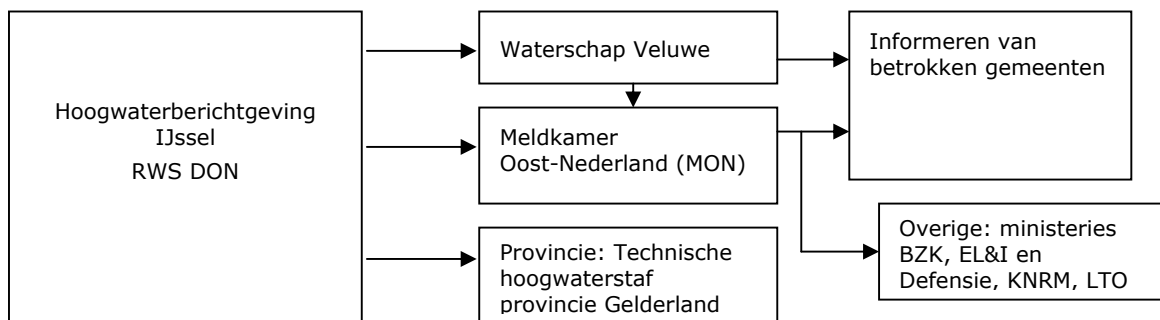 Hoogwaterberichtgeving
IJssel
RWS DON
Waterschap Veluwe
Meldkamer
Oost-Nederland (MON)
Provincie: Technische
hoogwaterstaf
provincie Gelderland
Informeren van
betrokken gemeenten
Overige: ministeries
BZK, EL&I en
Defensie, KNRM, LTO